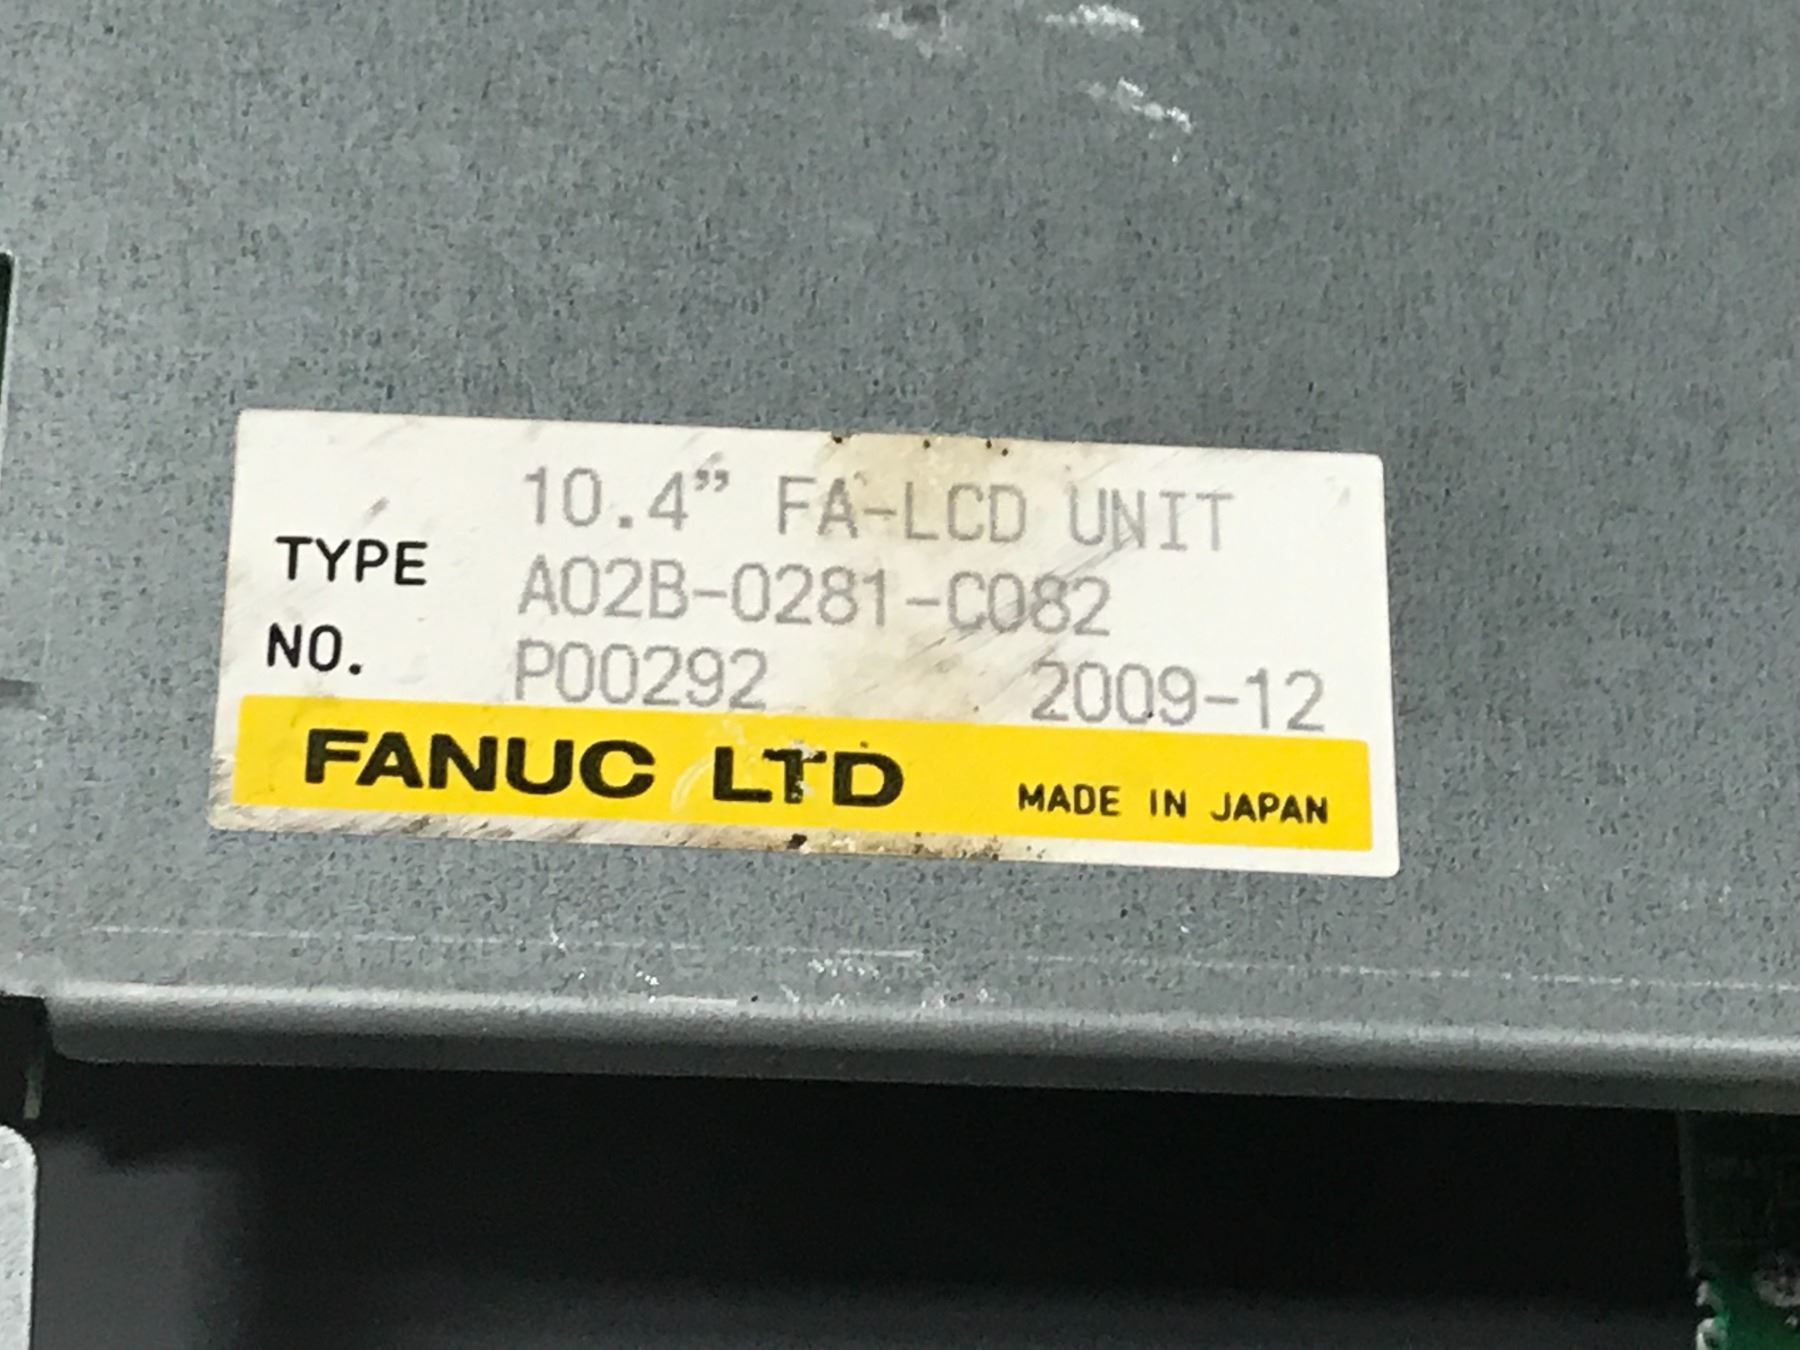 10.4” FA-LCD UNIT
TYPE A02B-0281-C082
NO. P00292 2009-12
FANUC LTD MADE IN JAPAN